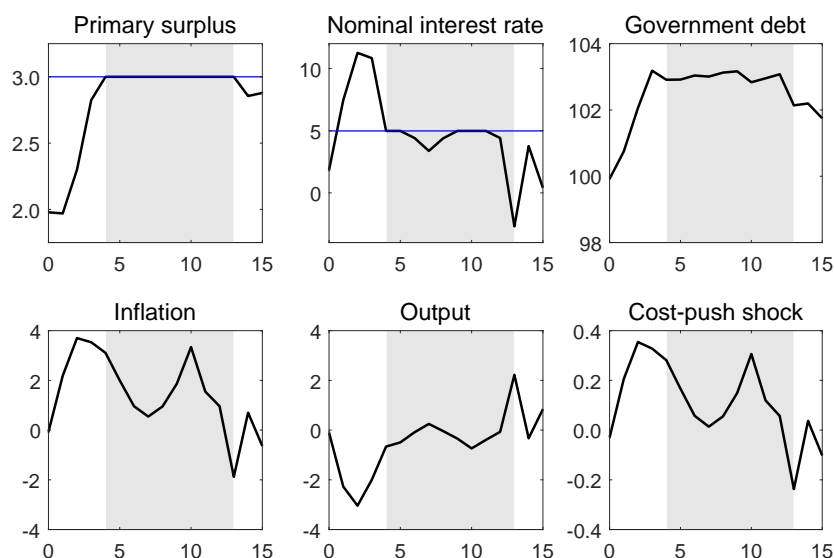 Primary surplus Nominal interest rate Government debt
3.0 10 104
2.5 5 102
2.0 0 100
98
0 5 10 15 0 5 10 15 0 5 10 15
Inflation Output Cost-push shock
4 4 0.4
2 2 0.2
0 0 0.0
-2 -2 -0.2
-4 -4 -0.4
0 5 10 15 0 5 10 15 0 5 10 15